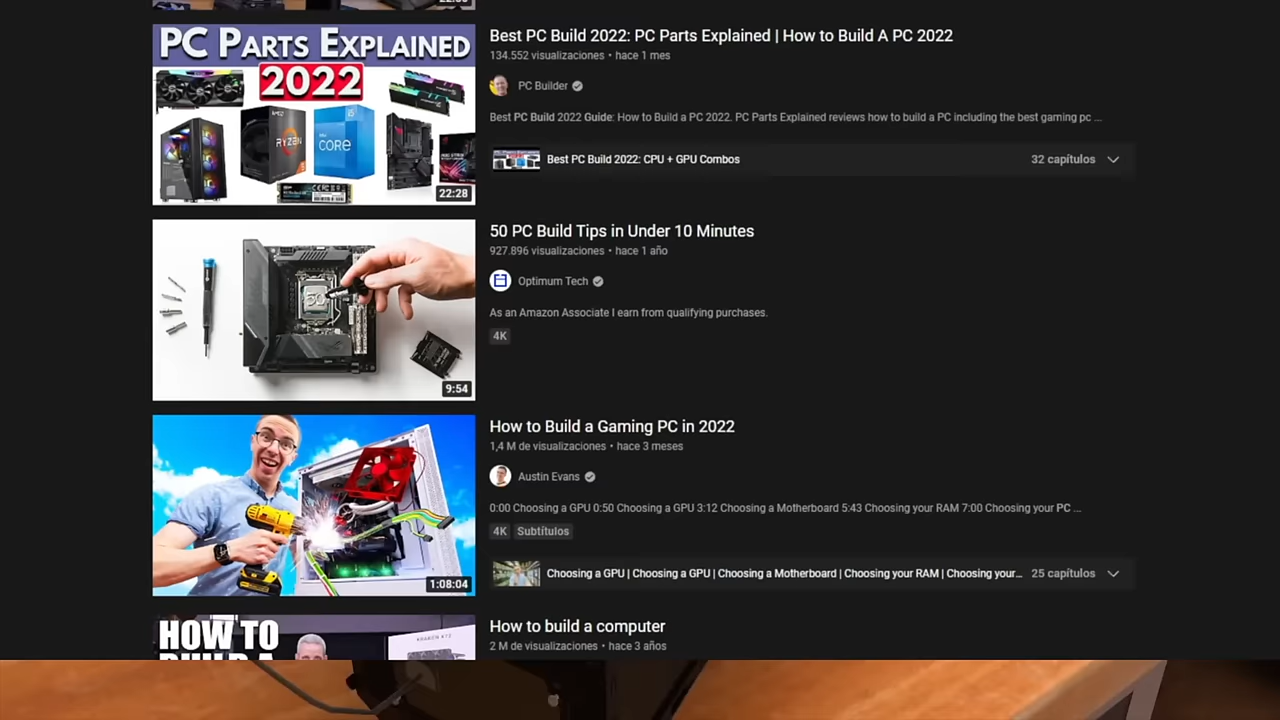 PC PARTS EXPLAINED
2022
RYZEN
CORE
22:28
Best PC Build 2022: PC Parts Explained | How to Build A PC 2022
134.552 visualizaciones • hace 1 mes
PC Builder
Best PC Build 2022 Guide: How to Build a PC 2022. PC Parts Explained reviews how to build a PC including the best gaming pc ...
Best PC Build 2022: CPU + GPU Combos
32 capítulos
50
9:54
50 PC Build Tips in Under 10 Minutes
927.896 visualizaciones • hace 1 año
Optimum Tech
As an Amazon Associate I earn from qualifying purchases.
4K
1:08:04
How to Build a Gaming PC in 2022
1,4 M de visualizaciones • hace 3 meses
Austin Evans
0:00 Choosing a GPU 0:50 Choosing a GPU 3:12 Choosing a Motherboard 5:43 Choosing your RAM 7:00 Choosing your PC ...
4K Subtítulos
Choosing a GPU | Choosing a GPU | Choosing a Motherboard | Choosing your RAM | Choosing your...
25 capítulos
HOW TO
BUILD A
How to build a computer
2 M de visualizaciones • hace 3 años